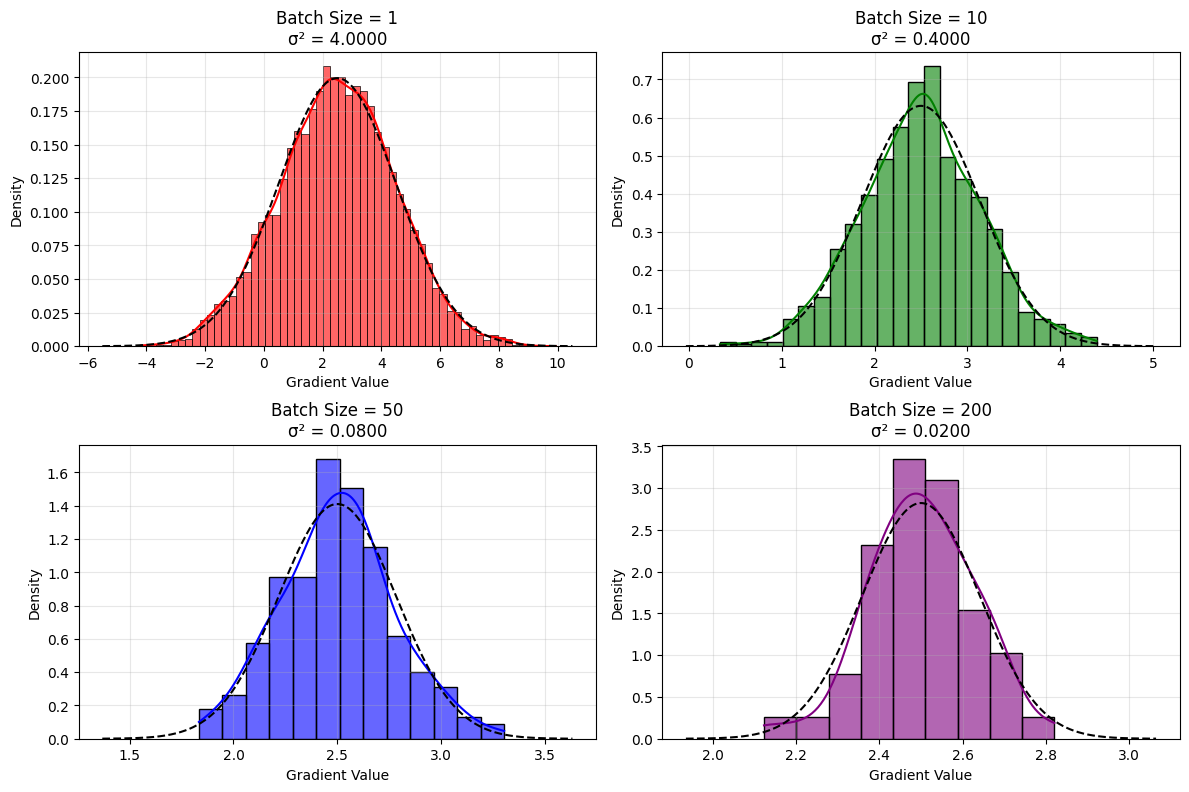 Batch Size = 1
σ² = 4.0000
Density
0.200
0.175
0.150
0.125
0.100
0.075
0.050
0.025
0.000
−6 −4 −2 0 2 4 6 8 10
Gradient Value
Batch Size = 10
σ² = 0.4000
Density
0.7
0.6
0.5
0.4
0.3
0.2
0.1
0.0
0 1 2 3 4 5
Gradient Value
Batch Size = 50
σ² = 0.0800
Density
1.6
1.4
1.2
1.0
0.8
0.6
0.4
0.2
0.0
1.5 2.0 2.5 3.0 3.5
Gradient Value
Batch Size = 200
σ² = 0.0200
Density
3.5
3.0
2.5
2.0
1.5
1.0
0.5
0.0
2.0 2.2 2.4 2.6 2.8 3.0
Gradient Value